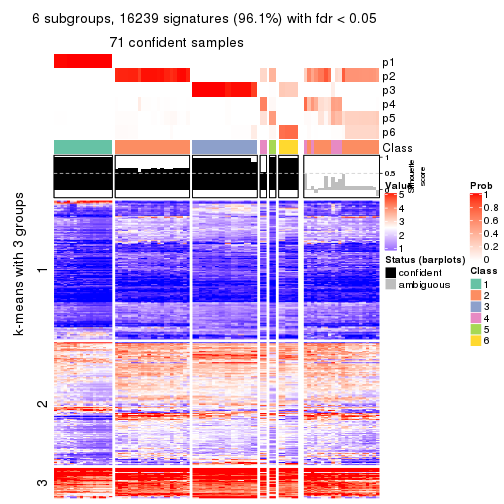 6 subgroups, 16239 signatures (96.1%) with fdr < 0.05
71 confident samples
p1
p2
p3
p4
p5
p6
Class
1
0.5
0
Silhouette
score
k-means with 3 groups
1
2
3
Value
5
4
3
2
1
Status (barplots)
confident
ambiguous
Prob
1
0.8
0.6
0.4
0.2
0
Class
1
2
3
4
5
6